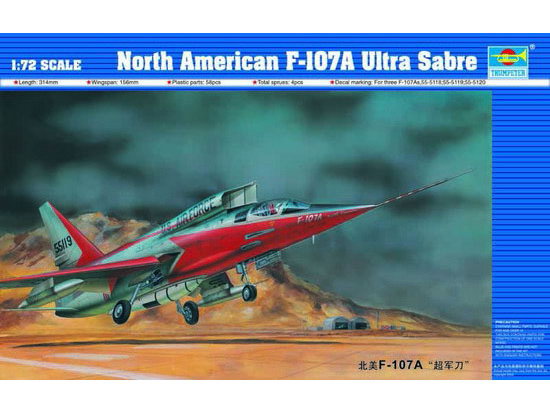 North American F-107A Ultra Sabre
1:72 SCALE
TRUMPETER
★Length: 314mm ★Wingspan: 156mm ★Plastic parts: 58pcs ★Total sprues: 4pcs ★Decal marking: For three F-107As,55-5118,55-5119,55-5120
U.S. AIR FORCE
F-107A
55119
PRECAUTION
北美F-107A “超军刀”